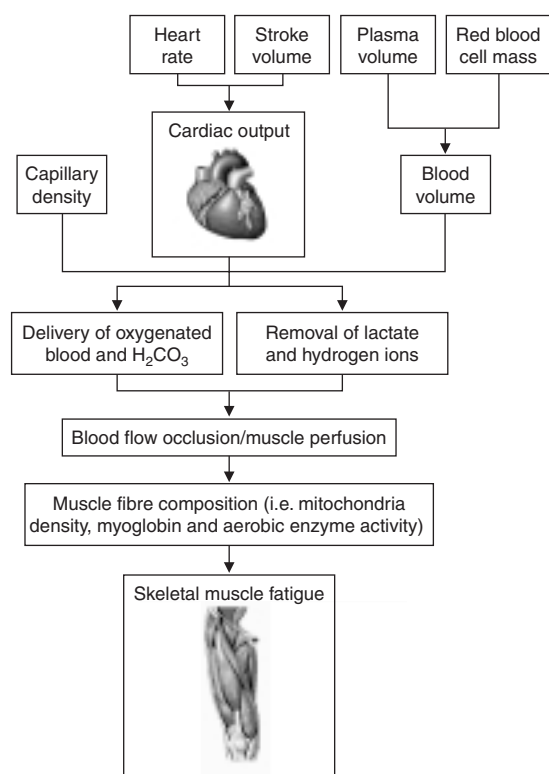 Heart
rate
Stroke
volume
Plasma
volume
Red blood
cell mass
Cardiac output
Capillary
density
Blood
volume
Delivery of oxygenated
blood and H₂CO₃
Removal of lactate
and hydrogen ions
Blood flow occlusion/muscle perfusion
Muscle fibre composition (i.e. mitochondria
density, myoglobin and aerobic enzyme activity)
Skeletal muscle fatigue